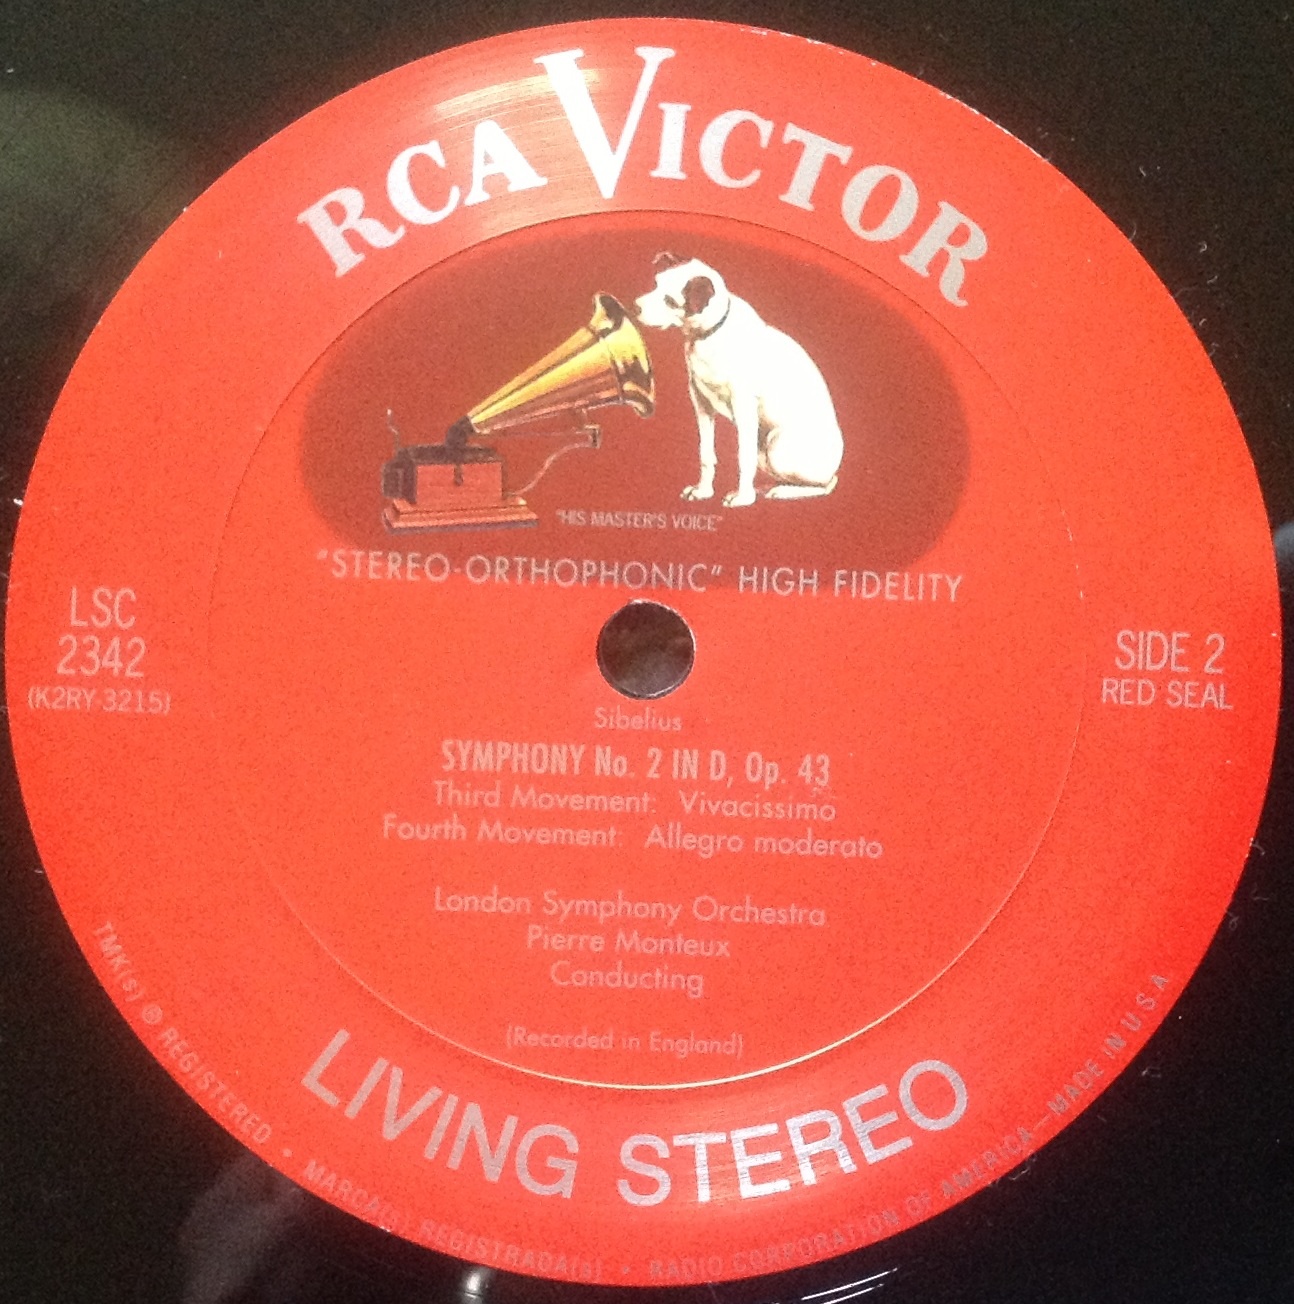 RCA VICTOR
"HIS MASTER'S VOICE"
"STEREO-ORTHOPHONIC" HIGH FIDELITY
LSC
2342
(K2RY-3215)
SIDE 2
RED SEAL
Sibelius
SYMPHONY No. 2 IN D, Op. 43
Third Movement: Vivacissimo
Fourth Movement: Allegro moderato
London Symphony Orchestra
Pierre Monteux
Conducting
(Recorded in England)
LIVING STEREO
TMK(s) ® REGISTERED • MARCA(s) REGISTRADA(s) • RADIO CORPORATION OF AMERICA—MADE IN U.S.A